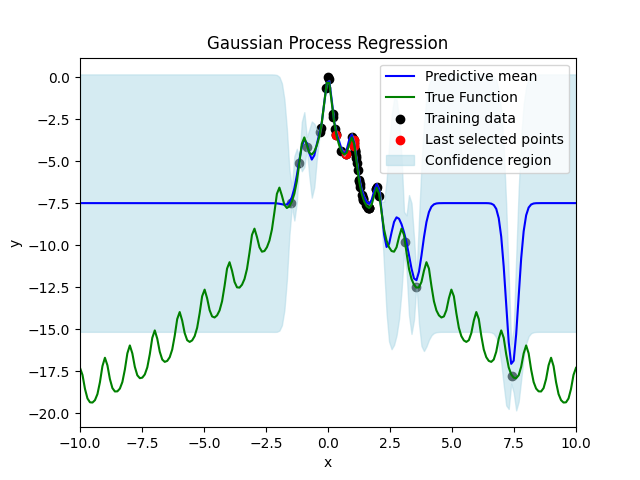 Gaussian Process Regression
Predictive mean
True Function
Training data
Last selected points
Confidence region
y
0.0
−2.5
−5.0
−7.5
−10.0
−12.5
−15.0
−17.5
−20.0
−10.0 −7.5 −5.0 −2.5 0.0 2.5 5.0 7.5 10.0
x